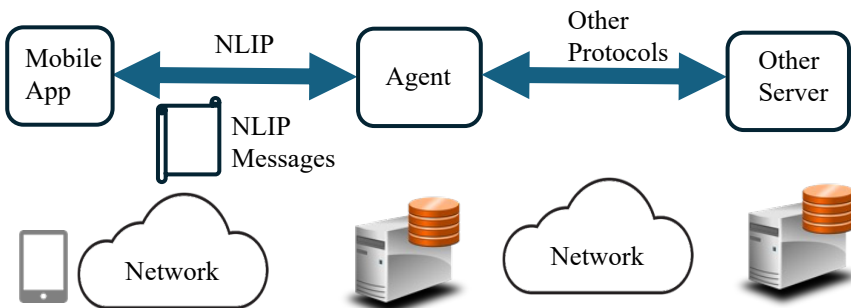 Mobile
App
NLIP
Agent
Other
Protocols
Other
Server
NLIP
Messages
Network
Network